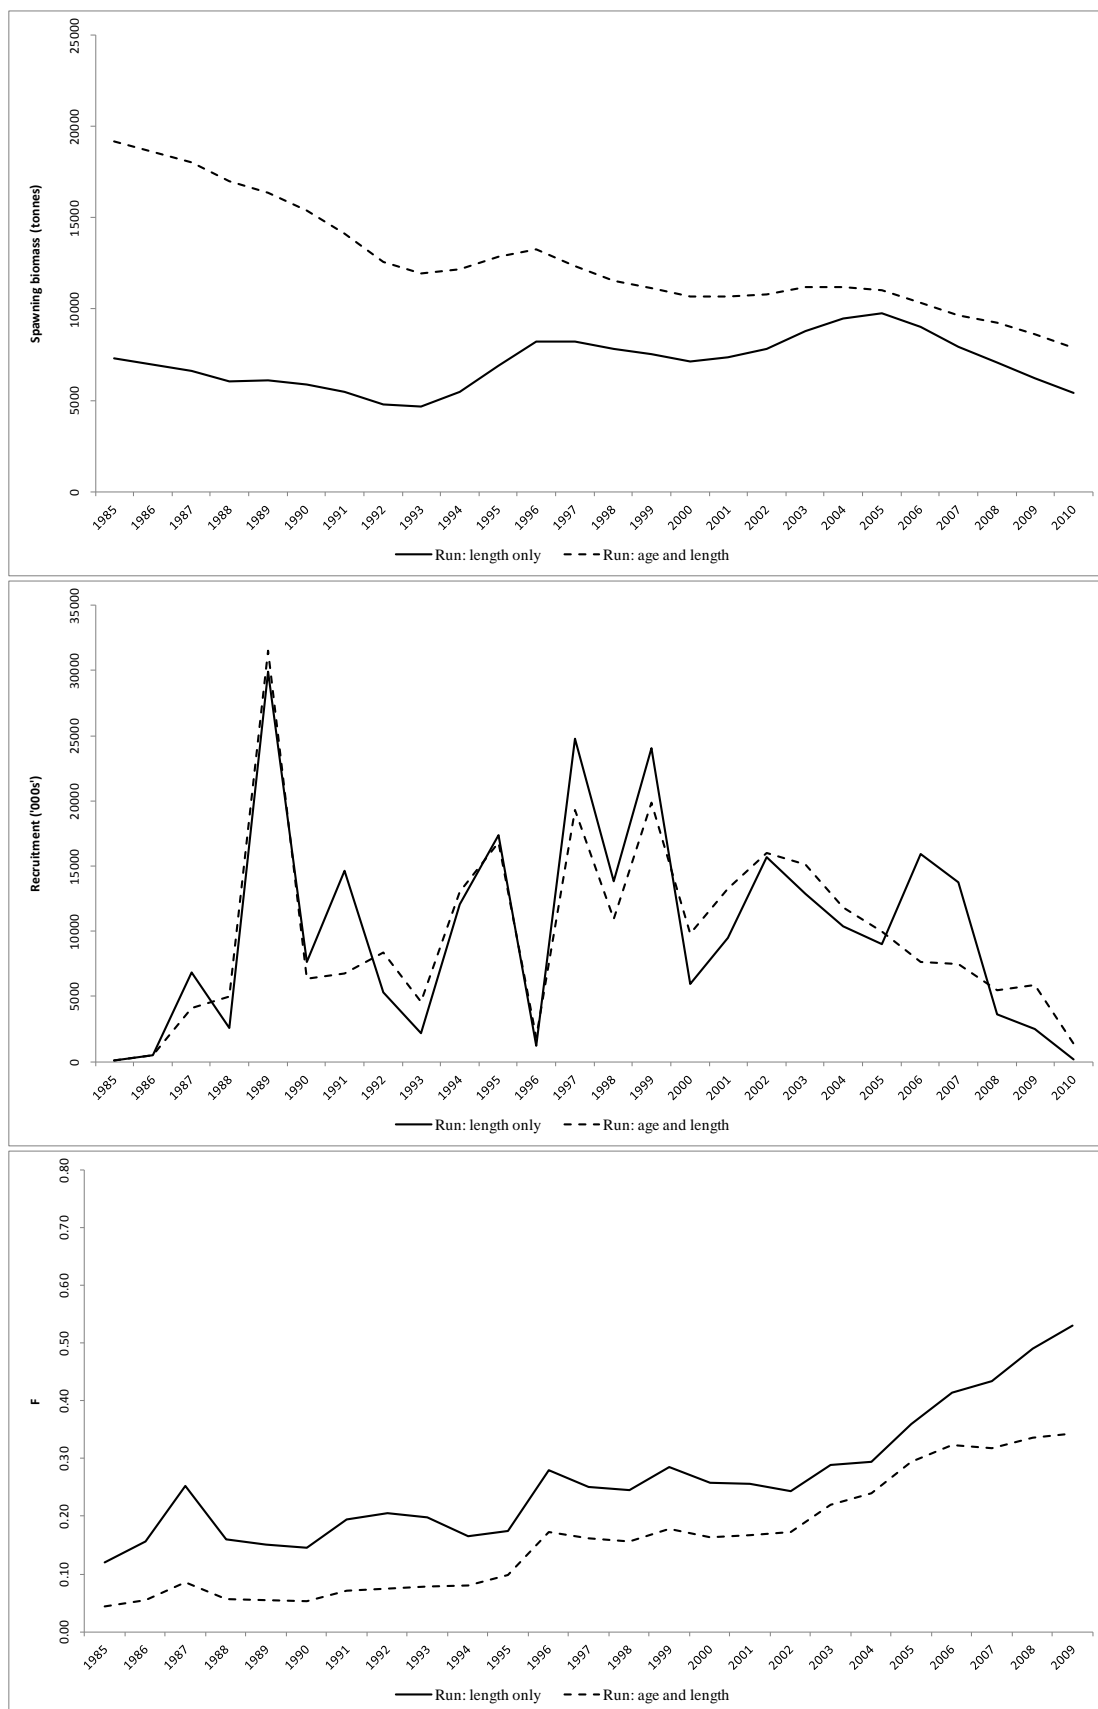 Spawning biomass (tonnes)
25000
20000
15000
10000
5000
0
1985 1986 1987 1988 1989 1990 1991 1992 1993 1994 1995 1996 1997 1998 1999 2000 2001 2002 2003 2004 2005 2006 2007 2008 2009 2010
Run: length only Run: age and length
Recruitment ('000s')
35000
30000
25000
20000
15000
10000
5000
0
1985 1986 1987 1988 1989 1990 1991 1992 1993 1994 1995 1996 1997 1998 1999 2000 2001 2002 2003 2004 2005 2006 2007 2008 2009 2010
Run: length only Run: age and length
F
0.80
0.70
0.60
0.50
0.40
0.30
0.20
0.10
0.00
1985 1986 1987 1988 1989 1990 1991 1992 1993 1994 1995 1996 1997 1998 1999 2000 2001 2002 2003 2004 2005 2006 2007 2008 2009
Run: length only Run: age and length